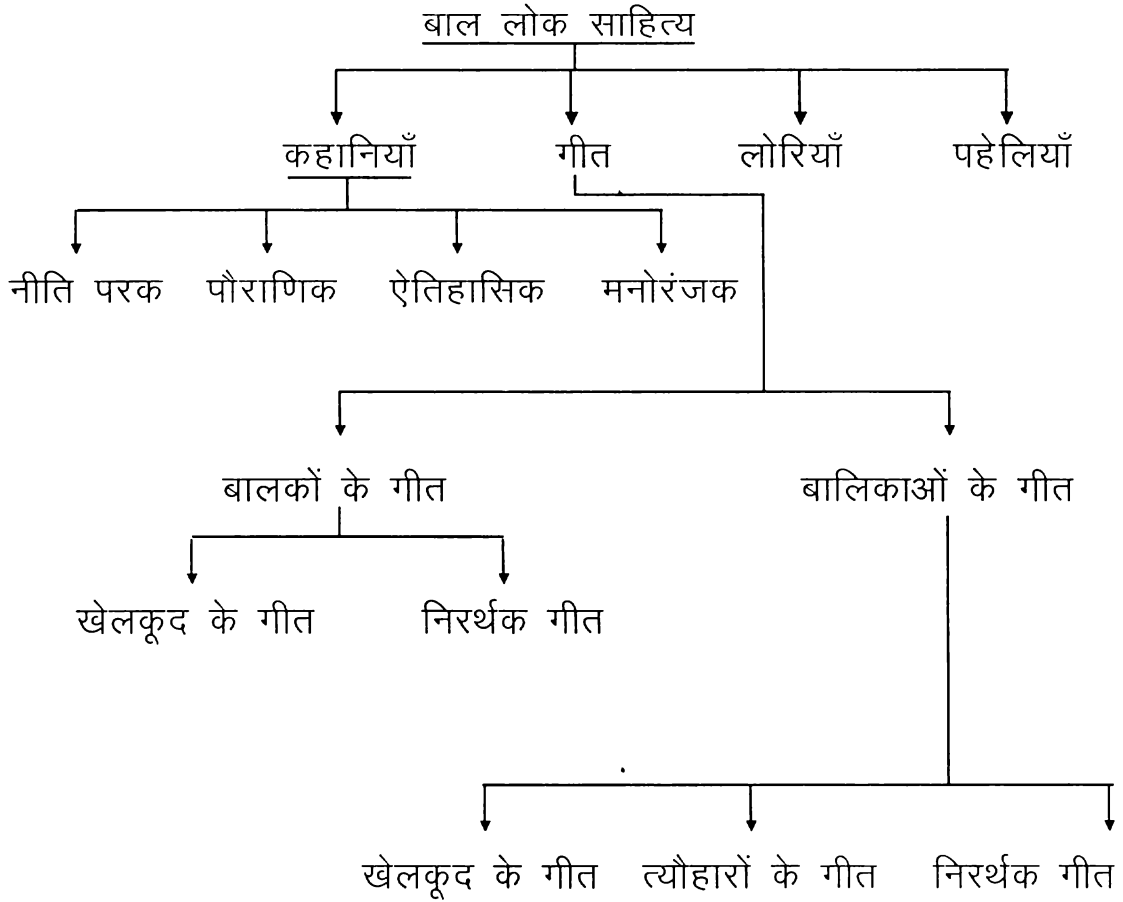 बाल लोक साहित्य
कहानियाँ गीत लोरियाँ पहेलियाँ
नीति परक पौराणिक ऐतिहासिक मनोरंजक
बालकों के गीत बालिकाओं के गीत
खेलकूद के गीत निरर्थक गीत
खेलकूद के गीत त्यौहारों के गीत निरर्थक गीत